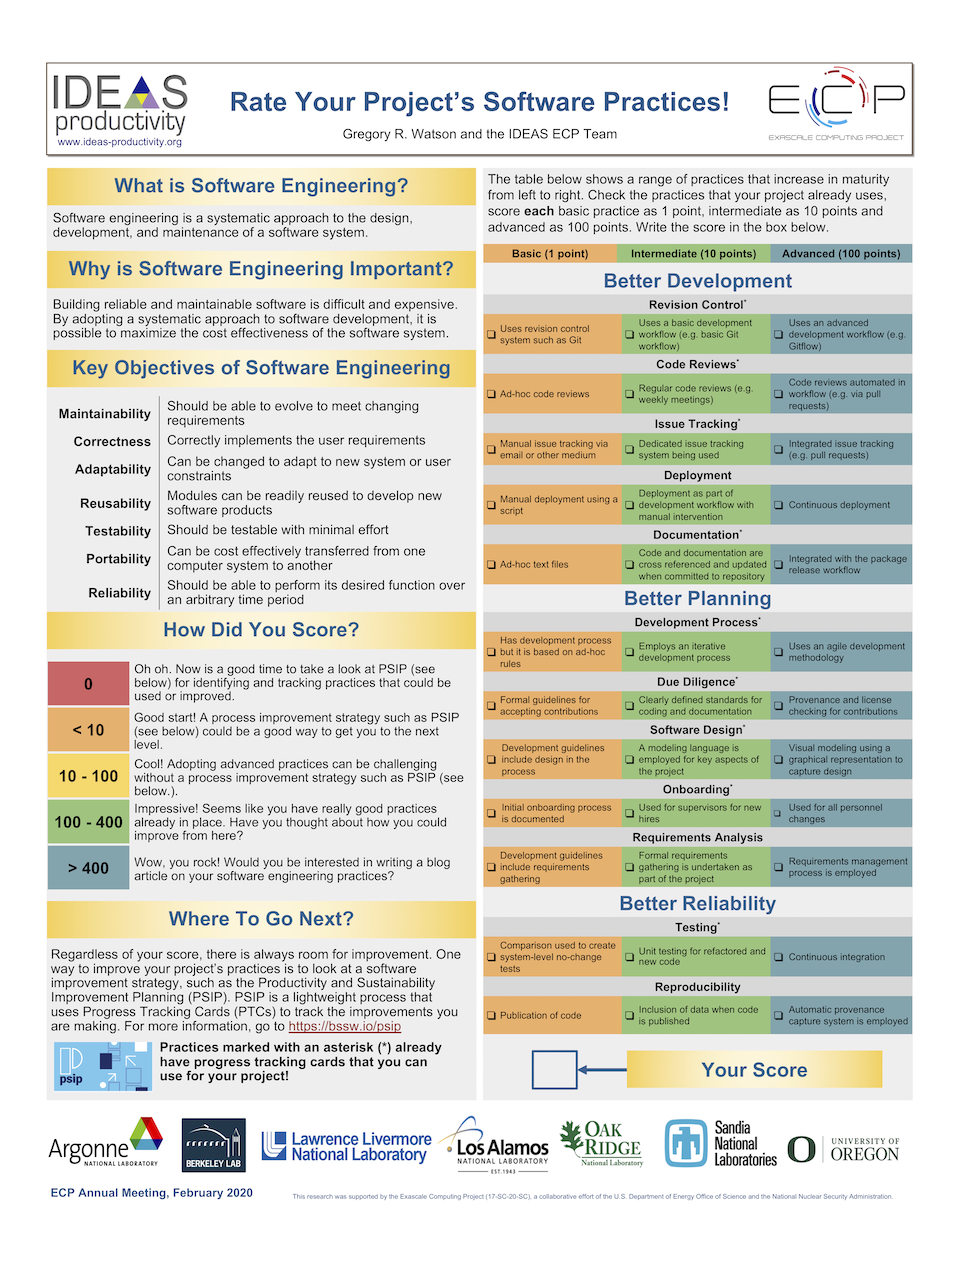 IDEAS
productivity
www.ideas-productivity.org
Rate Your Project's Software Practices!
Gregory R. Watson and the IDEAS ECP Team
ECP
EXASCALE COMPUTING PROJECT
What is Software Engineering?
Software engineering is a systematic approach to the design,
development, and maintenance of a software system.
Why is Software Engineering Important?
Building reliable and maintainable software is difficult and expensive.
By adopting a systematic approach to software development, it is
possible to maximize the cost effectiveness of the software system.
Key Objectives of Software Engineering
Maintainability
Should be able to evolve to meet changing
requirements
Correctness
Correctly implements the user requirements
Adaptability
Can be changed to adapt to new system or user
constraints
Reusability
Modules can be readily reused to develop new
software products
Testability
Should be testable with minimal effort
Portability
Can be cost effectively transferred from one
computer system to another
Reliability
Should be able to perform its desired function over
an arbitrary time period
How Did You Score?
0
Oh oh. Now is a good time to take a look at PSIP (see
below) for identifying and tracking practices that could be
used or improved.
< 10
Good start! A process improvement strategy such as PSIP
(see below) could be a good way to get you to the next
level.
10 - 100
Cool! Adopting advanced practices can be challenging
without a process improvement strategy such as PSIP (see
below.).
100 - 400
Impressive! Seems like you have really good practices
already in place. Have you thought about how you could
improve from here?
> 400
Wow, you rock! Would you be interested in writing a blog
article on your software engineering practices?
Where To Go Next?
Regardless of your score, there is always room for improvement. One
way to improve your project's practices is to look at a software
improvement strategy, such as the Productivity and Sustainability
Improvement Planning (PSIP). PSIP is a lightweight process that
uses Progress Tracking Cards (PTCs) to track the improvements you
are making. For more information, go to https://bssw.io/psip
psip
Practices marked with an asterisk (*) already
have progress tracking cards that you can
use for your project!
The table below shows a range of practices that increase in maturity
from left to right. Check the practices that your project already uses,
score each basic practice as 1 point, intermediate as 10 points and
advanced as 100 points. Write the score in the box below.
Basic (1 point) Intermediate (10 points) Advanced (100 points)
Better Development
Revision Control*
Uses revision control
system such as Git
Uses a basic development
workflow (e.g. basic Git
workflow)
Uses an advanced
development workflow (e.g.
Gitflow)
Code Reviews*
Ad-hoc code reviews
Regular code reviews (e.g.
weekly meetings)
Code reviews automated in
workflow (e.g. via pull
requests)
Issue Tracking*
Manual issue tracking via
email or other medium
Dedicated issue tracking
system being used
Integrated issue tracking
(e.g. pull requests)
Deployment
Manual deployment using a
script
Deployment as part of
development workflow with
manual intervention
Continuous deployment
Documentation*
Ad-hoc text files
Code and documentation are
cross referenced and updated
when committed to repository
Integrated with the package
release workflow
Better Planning
Development Process*
Has development process
but it is based on ad-hoc
rules
Employs an iterative
development process
Uses an agile development
methodology
Due Diligence*
Formal guidelines for
accepting contributions
Clearly defined standards for
coding and documentation
Provenance and license
checking for contributions
Software Design*
Development guidelines
include design in the
process
A modeling language is
employed for key aspects of
the project
Visual modeling using a
graphical representation to
capture design
Onboarding*
Initial onboarding process
is documented
Used for supervisors for new
hires
Used for all personnel
changes
Requirements Analysis
Development guidelines
include requirements
gathering
Formal requirements
gathering is undertaken as
part of the project
Requirements management
process is employed
Better Reliability
Testing*
Comparison used to create
system-level no-change
tests
Unit testing for refactored and
new code
Continuous integration
Reproducibility
Publication of code
Inclusion of data when code
is published
Automatic provenance
capture system is employed
Your Score
Argonne
NATIONAL LABORATORY
BERKELEY LAB
Lawrence Livermore
National Laboratory
Los Alamos
NATIONAL LABORATORY
EST. 1943
OAK
RIDGE
National Laboratory
Sandia
National
Laboratories
O
UNIVERSITY OF
OREGON
ECP Annual Meeting, February 2020
This research was supported by the Exascale Computing Project (17-SC-20-SC), a collaborative effort of the U.S. Department of Energy Office of Science and the National Nuclear Security Administration.